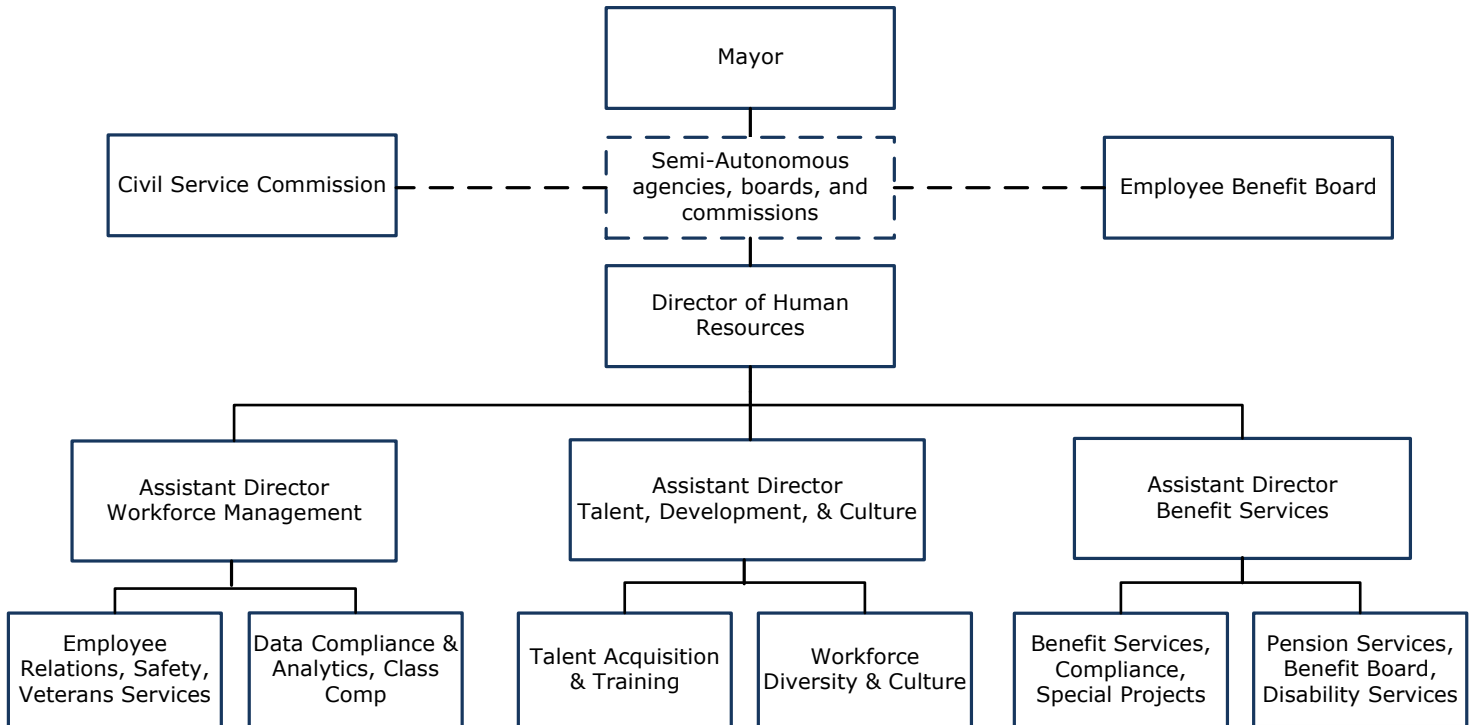 Mayor
Civil Service Commission
Semi-Autonomous
agencies, boards, and
commissions
Employee Benefit Board
Director of Human
Resources
Assistant Director
Workforce Management
Assistant Director
Talent, Development, & Culture
Assistant Director
Benefit Services
Employee
Relations, Safety,
Veterans Services
Data Compliance &
Analytics, Class
Comp
Talent Acquisition
& Training
Workforce
Diversity & Culture
Benefit Services,
Compliance,
Special Projects
Pension Services,
Benefit Board,
Disability Services